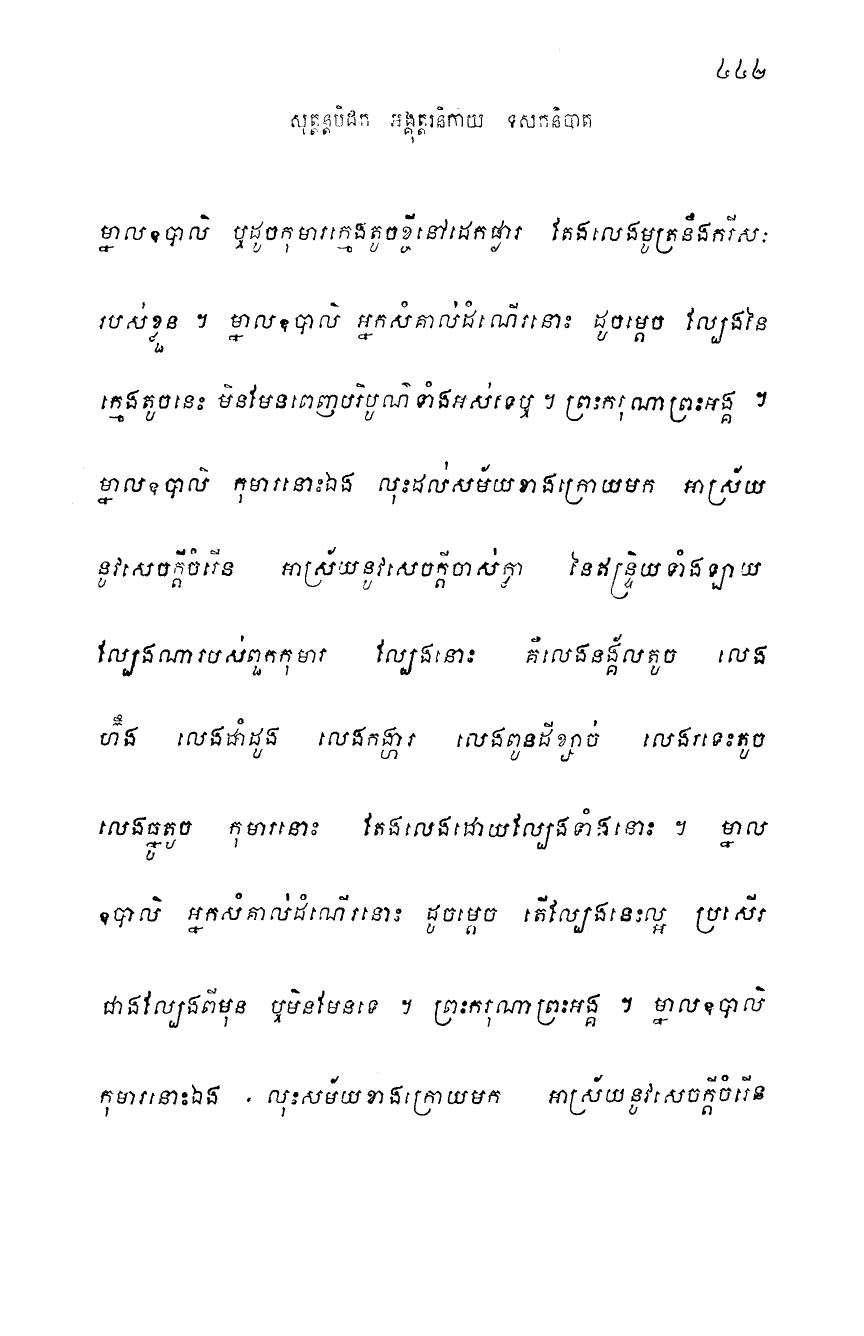 ៤៤២
សុត្តន្តបិដក អង្គុត្តរនិកាយ ទសកនិបាត
ម្នាលឧបាលិ ឬដូចកុមារក្មេងតូចខ្ចីនៅដេកផ្ងារ តែងលេងមូត្រនឹងករីសៈ
របស់ខ្លួន ។ ម្នាលឧបាលិ អ្នកសំគាល់ដំណើរនោះ ដូចម្តេច ល្បែងនៃ
ក្មេងតូចនេះ មិនមែនពេញបរិបូណ៌ទាំងអស់ទេឬ ។ ព្រះករុណាព្រះអង្គ ។
ម្នាលឧបាលិ កុមារនោះឯង លុះដល់សម័យខាងក្រោយមក អាស្រ័យ
នូវសេចក្តីចំរើន អាស្រ័យនូវសេចក្តីចាស់ក្លា នៃឥន្ទ្រិយទាំងឡាយ
ល្បែងណារបស់ពួកកុមារ ល្បែងនោះ គឺលេងនង្គ័លតូច លេង
ហ៊ឹង លេងដាំដូង លេងកង្ហារ លេងពូនដីខ្សាច់ លេងរទេះតូច
លេងធ្នូតូច កុមារនោះ តែងលេងដោយល្បែងទាំងនោះ ។ ម្នាល
ឧបាលិ អ្នកសំគាល់ដំណើរនោះ ដូចម្តេច តើល្បែងនេះល្អ ប្រសើរ
ជាងល្បែងពីមុន ឬមិនមែនទេ ។ ព្រះករុណាព្រះអង្គ ។ ម្នាលឧបាលិ
កុមារនោះឯង លុះសម័យខាងក្រោយមក អាស្រ័យនូវសេចក្តីចំរើន